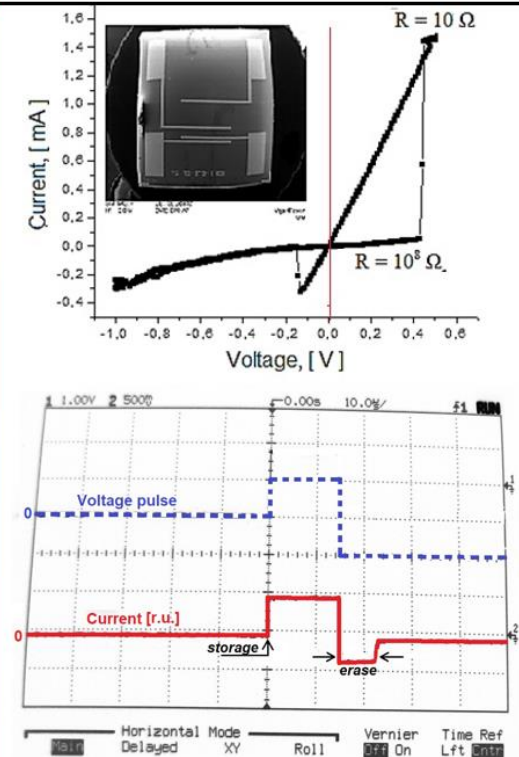 1,6
1,4
1,2
1,0
0,8
0,6
0,4
0,2
0,0
-0,2
-0,4
Current, [ mA ]
R = 10 Ω
R = 10⁸ Ω
-1,0 -0,8 -0,6 -0,4 -0,2 0,0 0,2 0,4 0,6
Voltage, [ V ]
1 1.00V 2 500 0.00s 10.0 f1 RUN
Voltage pulse
0
1
Current [r.u.]
0
2
storage
erase
Horizontal Mode
Main Delayed XY Roll
Vernier
Off On
Time Ref
Lft Cntr